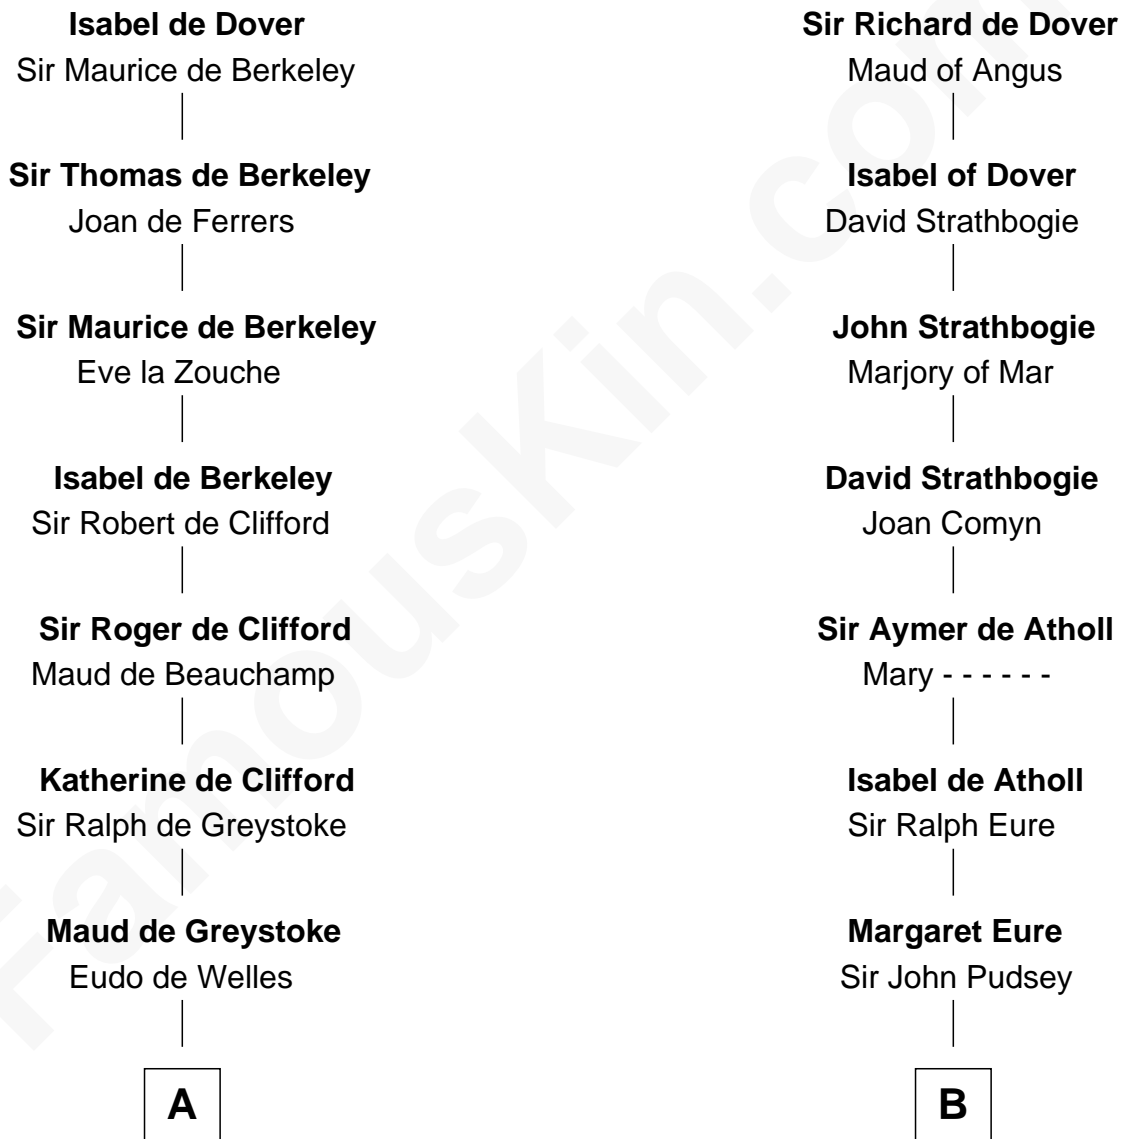 Isabel de Dover
Sir Maurice de Berkeley
Sir Thomas de Berkeley
Joan de Ferrers
Sir Maurice de Berkeley
Eve la Zouche
Isabel de Berkeley
Sir Robert de Clifford
Sir Roger de Clifford
Maud de Beauchamp
Katherine de Clifford
Sir Ralph de Greystoke
Maud de Greystoke
Eudo de Welles
A
Sir Richard de Dover
Maud of Angus
Isabel of Dover
David Strathbogie
John Strathbogie
Marjory of Mar
David Strathbogie
Joan Comyn
Sir Aymer de Atholl
Mary - - - - - -
Isabel de Atholl
Sir Ralph Eure
Margaret Eure
Sir John Pudsey
B
FamousKin.com